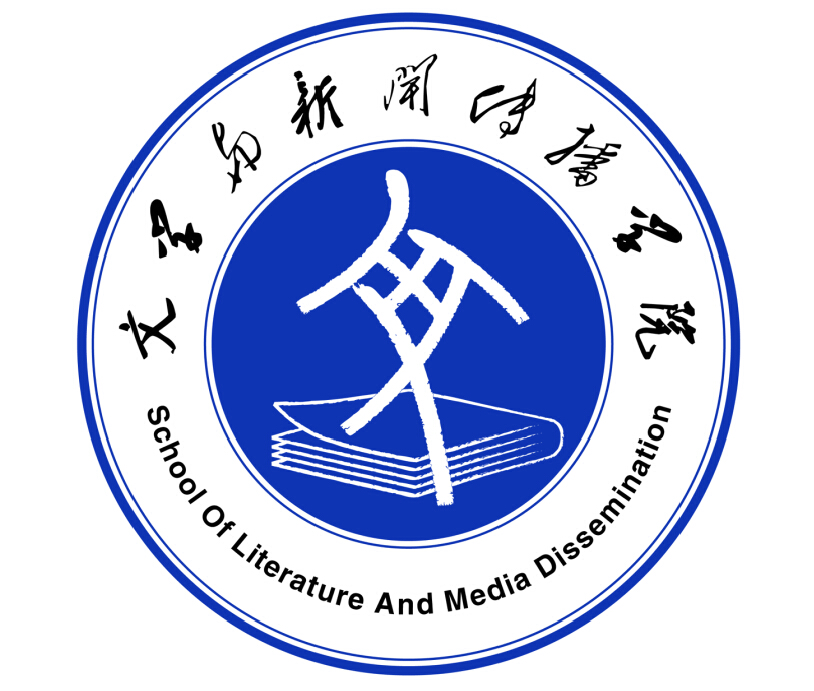 文学与新闻传播学院
School Of Literature And Media Dissemination